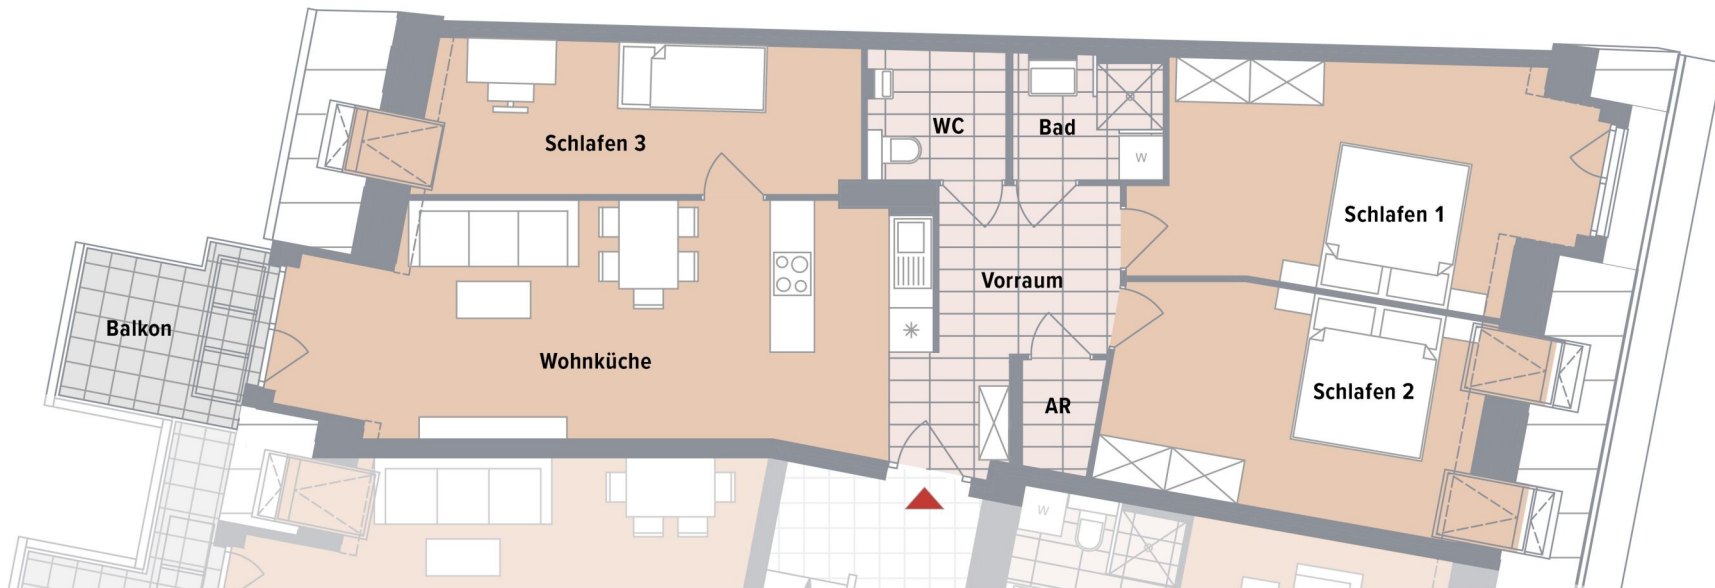 Schlafen 3
WC
Bad
W
Schlafen 1
Vorraum
Balkon
Wohnküche
Schlafen 2
AR
W